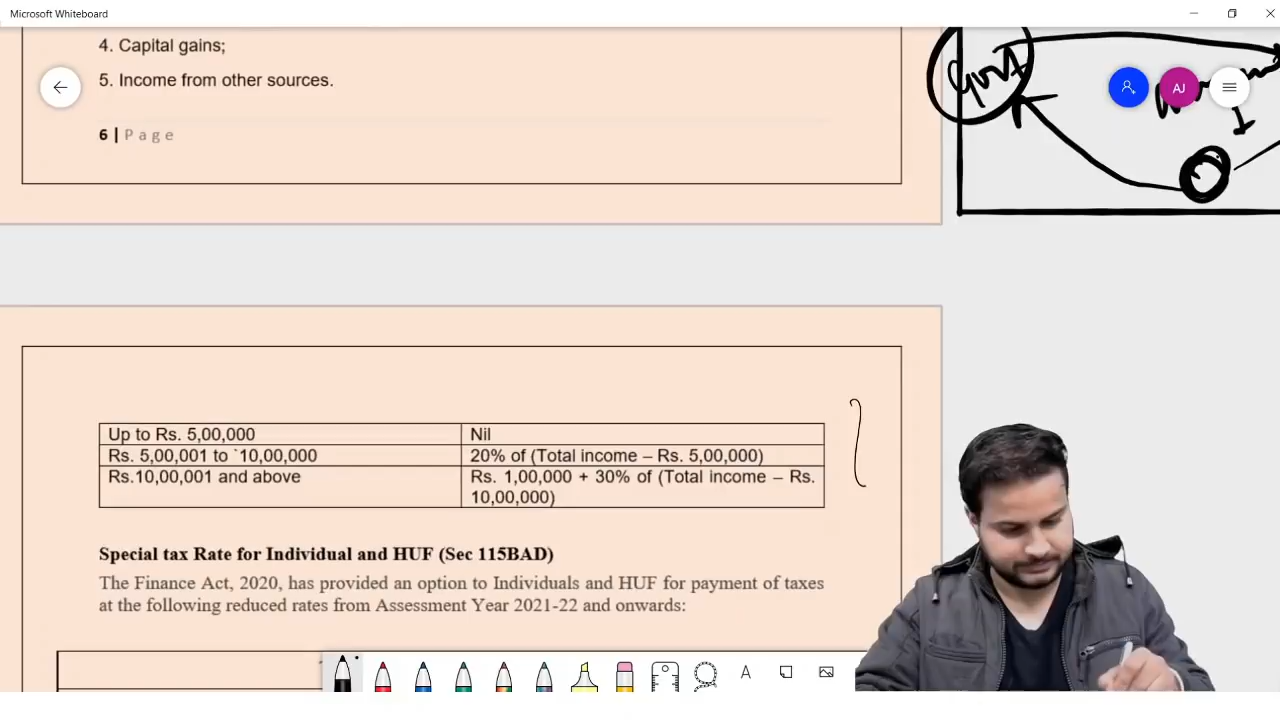 Microsoft Whiteboard
4. Capital gains;
5. Income from other sources.
6 | Page
Govt
AJ
Up to Rs. 5,00,000 Nil
Rs. 5,00,001 to `10,00,000 20% of (Total income – Rs. 5,00,000)
Rs.10,00,001 and above Rs. 1,00,000 + 30% of (Total income – Rs.
10,00,000)
Special tax Rate for Individual and HUF (Sec 115BAD)
The Finance Act, 2020, has provided an option to Individuals and HUF for payment of taxes
at the following reduced rates from Assessment Year 2021-22 and onwards:
A